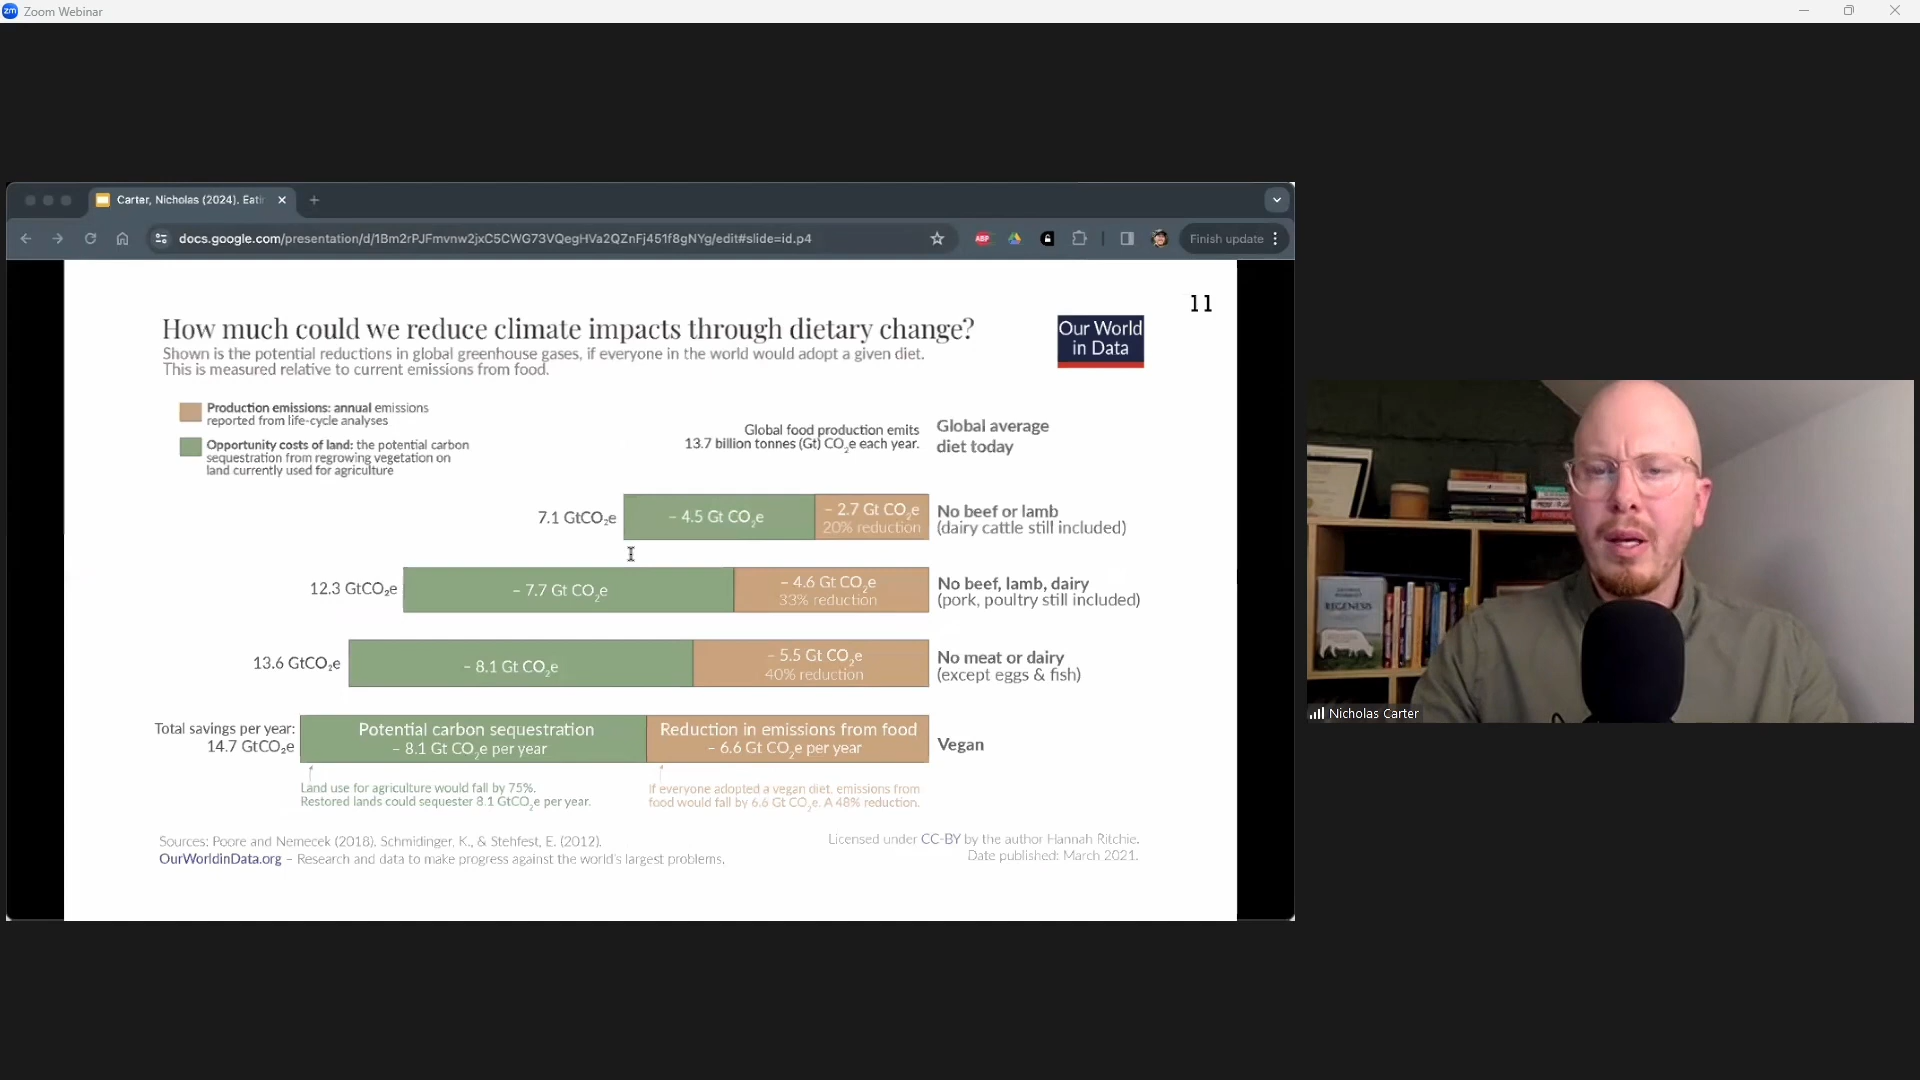 Zoom Webinar
Carter, Nicholas (2024). Eati
docs.google.com/presentation/d/1Bm2rPJFmvnw2jxC5CWG73VQegHVa2QZnFj451f8gNYg/edit#slide=id.p4
ABP
Finish update
11
How much could we reduce climate impacts through dietary change?
Our World
in Data
Shown is the potential reductions in global greenhouse gases, if everyone in the world would adopt a given diet.
This is measured relative to current emissions from food.
Production emissions: annual emissions
reported from life-cycle analyses
Opportunity costs of land: the potential carbon
sequestration from regrowing vegetation on
land currently used for agriculture
Global food production emits
13.7 billion tonnes (Gt) CO₂e each year.
Global average
diet today
7.1 GtCO₂e
– 4.5 Gt CO₂e
– 2.7 Gt CO₂e
20% reduction
No beef or lamb
(dairy cattle still included)
12.3 GtCO₂e
– 7.7 Gt CO₂e
– 4.6 Gt CO₂e
33% reduction
No beef, lamb, dairy
(pork, poultry still included)
13.6 GtCO₂e
– 8.1 Gt CO₂e
– 5.5 Gt CO₂e
40% reduction
No meat or dairy
(except eggs & fish)
Total savings per year:
14.7 GtCO₂e
Potential carbon sequestration
– 8.1 Gt CO₂e per year
Reduction in emissions from food
– 6.6 Gt CO₂e per year
Vegan
Land use for agriculture would fall by 75%.
Restored lands could sequester 8.1 GtCO₂e per year.
If everyone adopted a vegan diet, emissions from
food would fall by 6.6 Gt CO₂e. A 48% reduction.
Sources: Poore and Nemecek (2018). Schmidinger, K., & Stehfest, E. (2012).
OurWorldinData.org – Research and data to make progress against the world's largest problems.
Licensed under CC-BY by the author Hannah Ritchie.
Date published: March 2021.
REGENESIS
Nicholas Carter